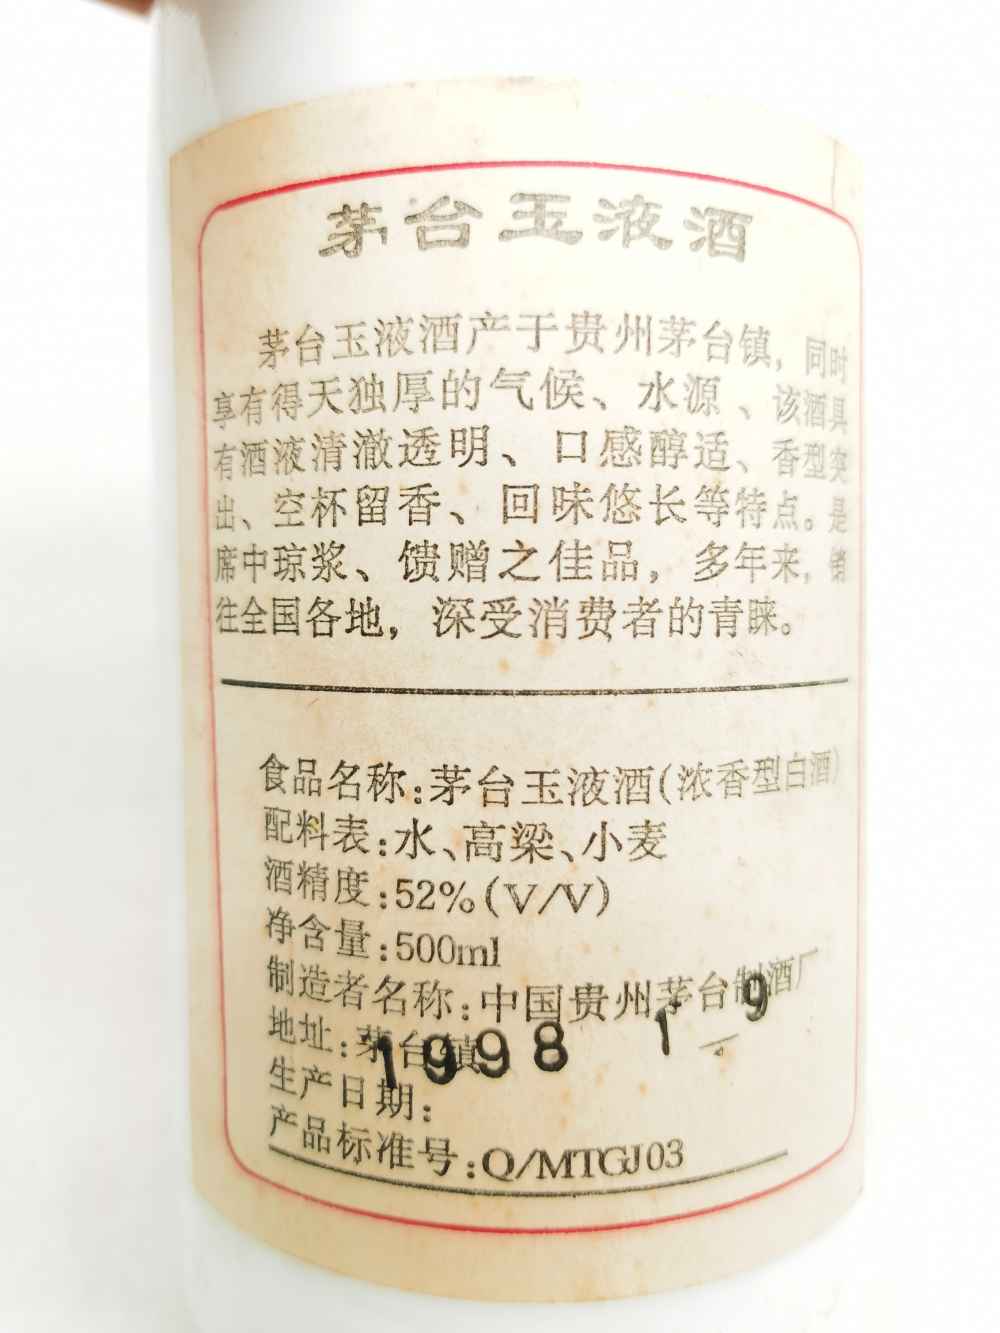 茅台玉液酒
茅台玉液酒产于贵州茅台镇，同时
享有得天独厚的气候、水源、该酒具
有酒液清澈透明、口感醇适、香型突
出、空杯留香、回味悠长等特点。是
席中琼浆、馈赠之佳品，多年来，销
往全国各地，深受消费者的青睐。
食品名称：茅台玉液酒（浓香型白酒）
配料表：水、高梁、小麦
酒精度：52%(V/V)
净含量：500ml
制造者名称：中国贵州茅台制酒厂
地址：茅台镇
1998 1 9
生产日期：
产品标准号：Q/MTGJ03